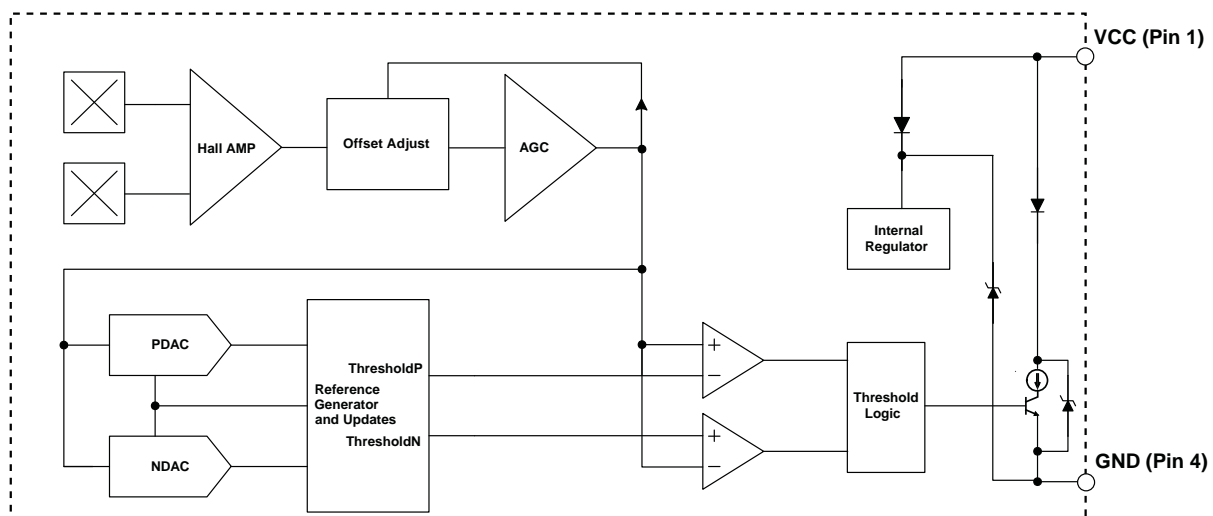 VCC (Pin 1)
Hall AMP
Offset Adjust
AGC
Internal
Regulator
PDAC
ThresholdP
Reference
Generator
and Updates
ThresholdN
NDAC
+
−
+
−
Threshold
Logic
GND (Pin 4)